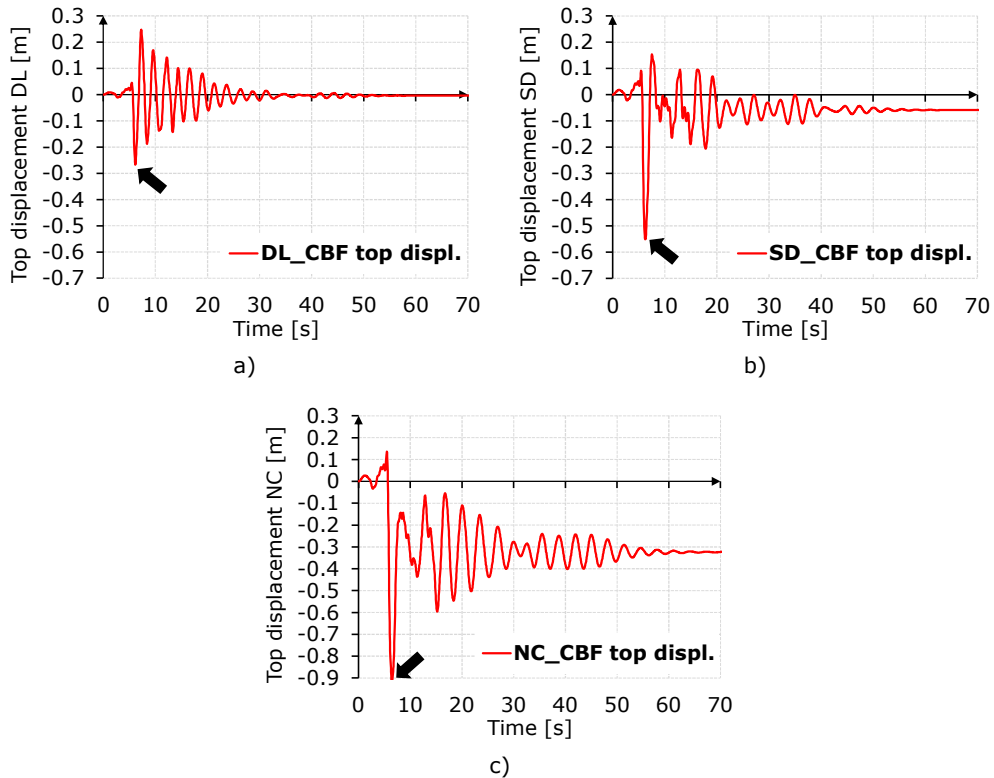 Top displacement DL [m]
0.3
0.2
0.1
0
-0.1
-0.2
-0.3
-0.4
-0.5
-0.6
-0.7
DL_CBF top displ.
0 10 20 30 40 50 60 70
Time [s]
a)
Top displacement SD [m]
0.3
0.2
0.1
0
-0.1
-0.2
-0.3
-0.4
-0.5
-0.6
-0.7
SD_CBF top displ.
0 10 20 30 40 50 60 70
Time [s]
b)
Top displacement NC [m]
0.3
0.2
0.1
0
-0.1
-0.2
-0.3
-0.4
-0.5
-0.6
-0.7
-0.8
-0.9
NC_CBF top displ.
0 10 20 30 40 50 60 70
Time [s]
c)